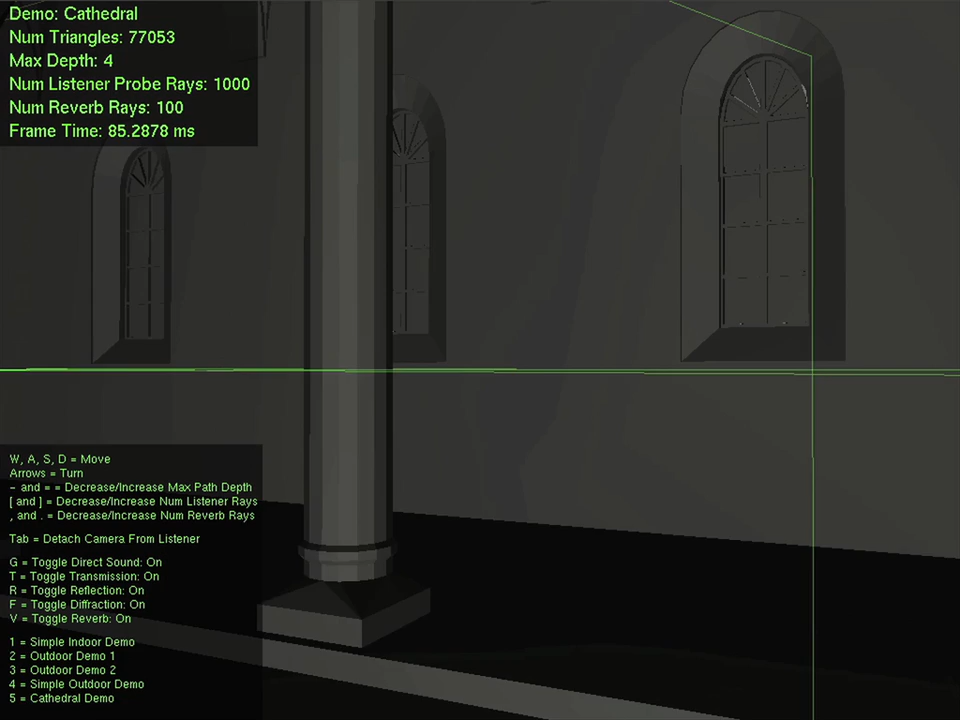 Demo: Cathedral
Num Triangles: 77053
Max Depth: 4
Num Listener Probe Rays: 1000
Num Reverb Rays: 100
Frame Time: 85.2878 ms
W, A, S, D = Move
Arrows = Turn
- and = = Decrease/Increase Max Path Depth
[ and ] = Decrease/Increase Num Listener Rays
, and . = Decrease/Increase Num Reverb Rays
Tab = Detach Camera From Listener
G = Toggle Direct Sound: On
T = Toggle Transmission: On
R = Toggle Reflection: On
F = Toggle Diffraction: On
V = Toggle Reverb: On
1 = Simple Indoor Demo
2 = Outdoor Demo 1
3 = Outdoor Demo 2
4 = Simple Outdoor Demo
5 = Cathedral Demo